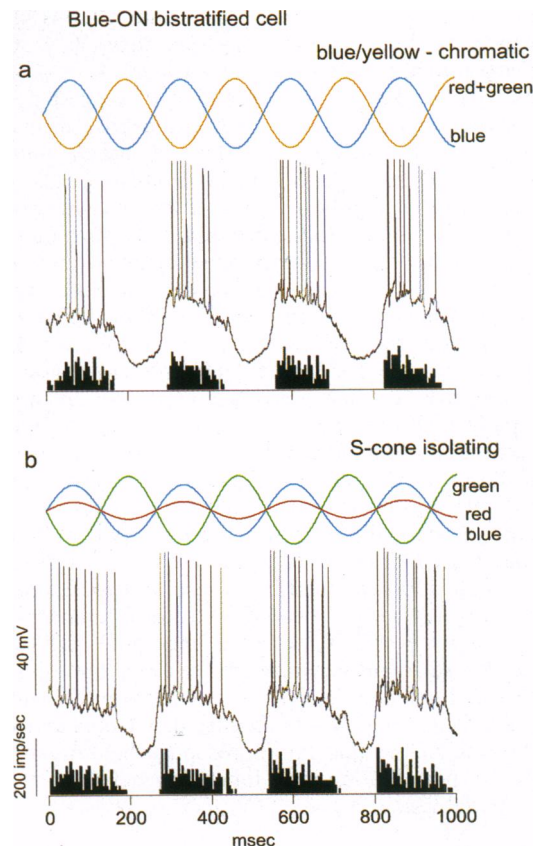 Blue-ON bistratified cell
blue/yellow - chromatic
a
red+green
blue
b
S-cone isolating
green
red
blue
40 mV
200 imp/sec
0 200 400 600 800 1000
msec